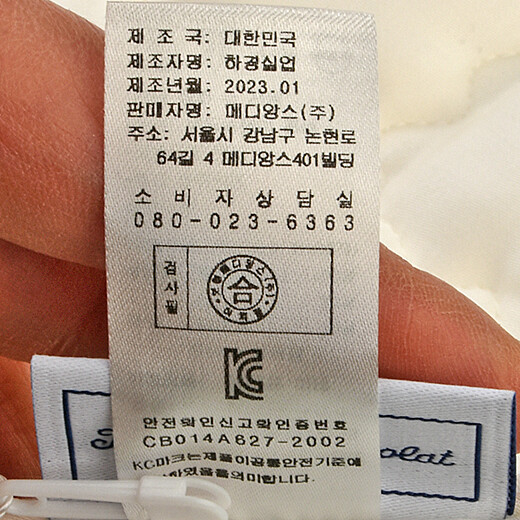 제 조 국: 대한민국
제조자명: 하경실업
제조년월: 2023.01
판매자명: 메디앙스(주)
주소: 서울시 강남구 논현로
64길 4 메디앙스401빌딩
소 비 자 상 담 실
080-023-6363
검사필
합
안전확인신고확인증번호
CB014A627-2002
KC마크는 제품이 공통안전기준에
하였음을 의미합니다.
olat